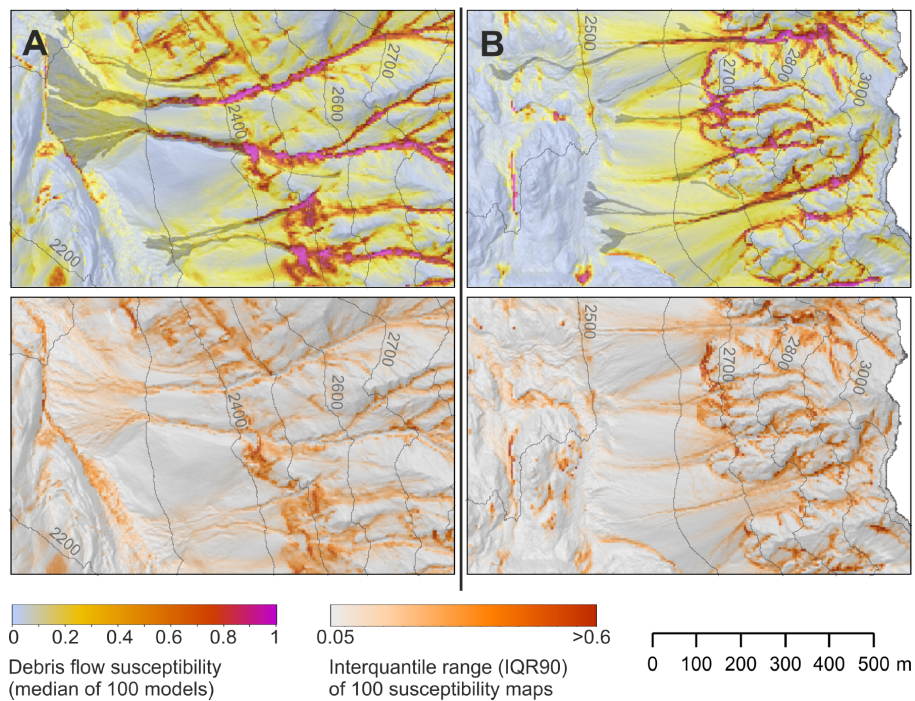 A
B
2700
2600
2400
2200
2500
2700
2800
3000
2700
2600
2400
2200
2500
2700
2800
3000
0 0.2 0.4 0.6 0.8 1
Debris flow susceptibility
(median of 100 models)
0.05 >0.6
Interquantile range (IQR90)
of 100 susceptibility maps
0 100 200 300 400 500 m